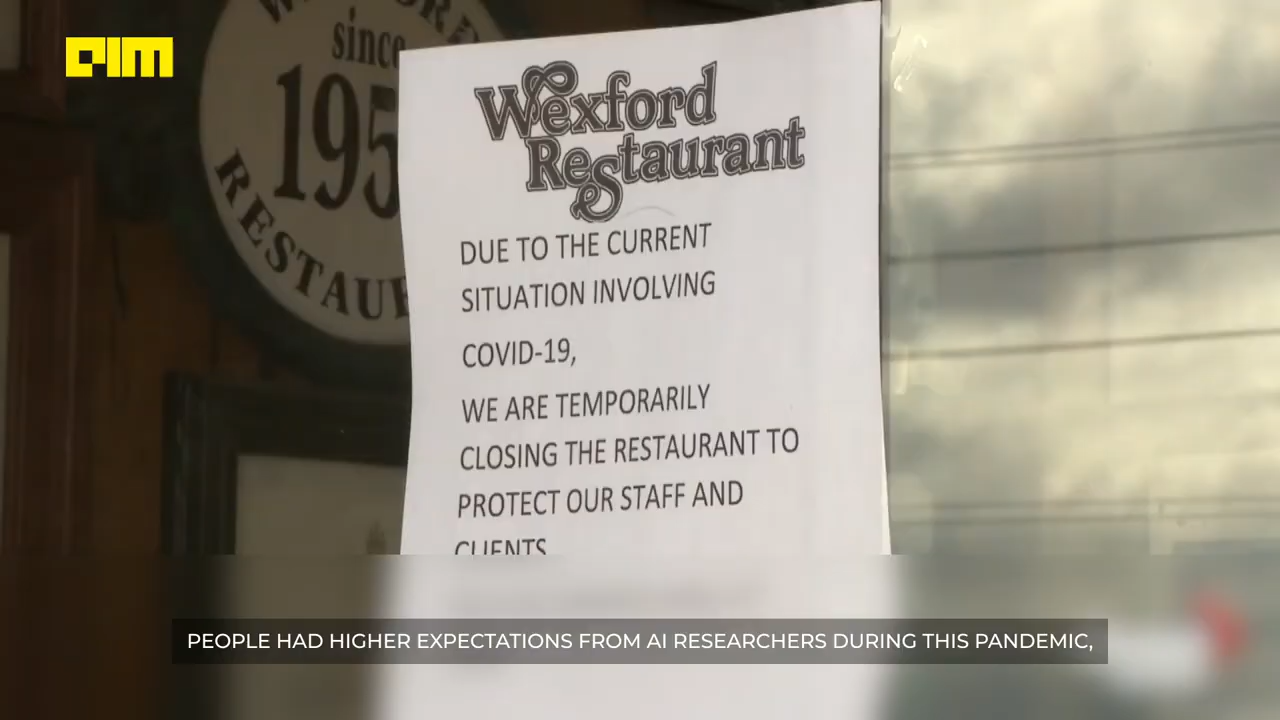 AIM
since
195
RESTAU
Wexford
Restaurant
DUE TO THE CURRENT
SITUATION INVOLVING
COVID-19,
WE ARE TEMPORARILY
CLOSING THE RESTAURANT TO
PROTECT OUR STAFF AND
CLIENTS
PEOPLE HAD HIGHER EXPECTATIONS FROM AI RESEARCHERS DURING THIS PANDEMIC,